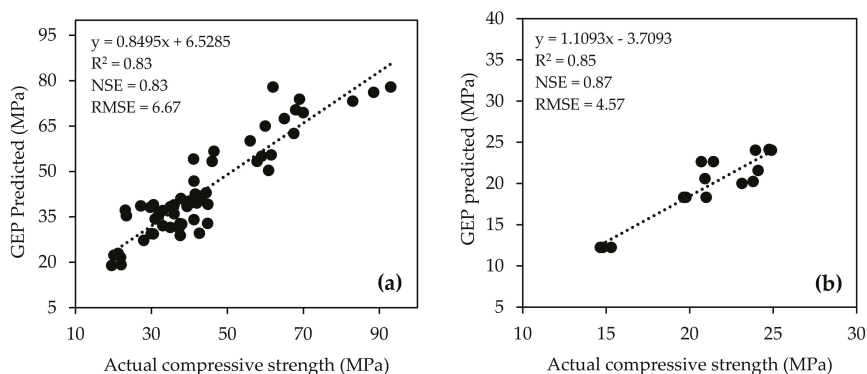 y = 0.8495x + 6.5285
R² = 0.83
NSE = 0.83
RMSE = 6.67
95
80
65
50
35
20
5
GEP Predicted (MPa)
10 30 50 70 90
Actual compressive strength (MPa)
(a)
y = 1.1093x - 3.7093
R² = 0.85
NSE = 0.87
RMSE = 4.57
40
35
30
25
20
15
10
5
GEP predicted (MPa)
10 15 20 25 30
Actual compressive strength (MPa)
(b)